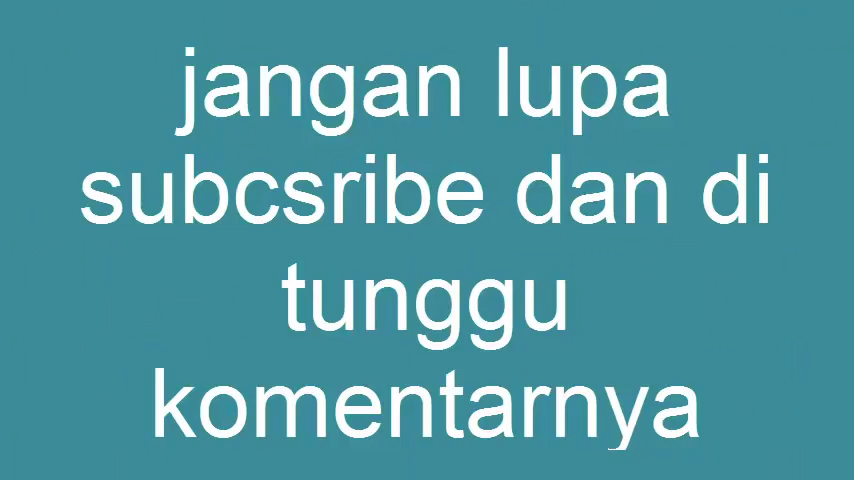 jangan lupa
subcsribe dan di
tunggu
komentarnya